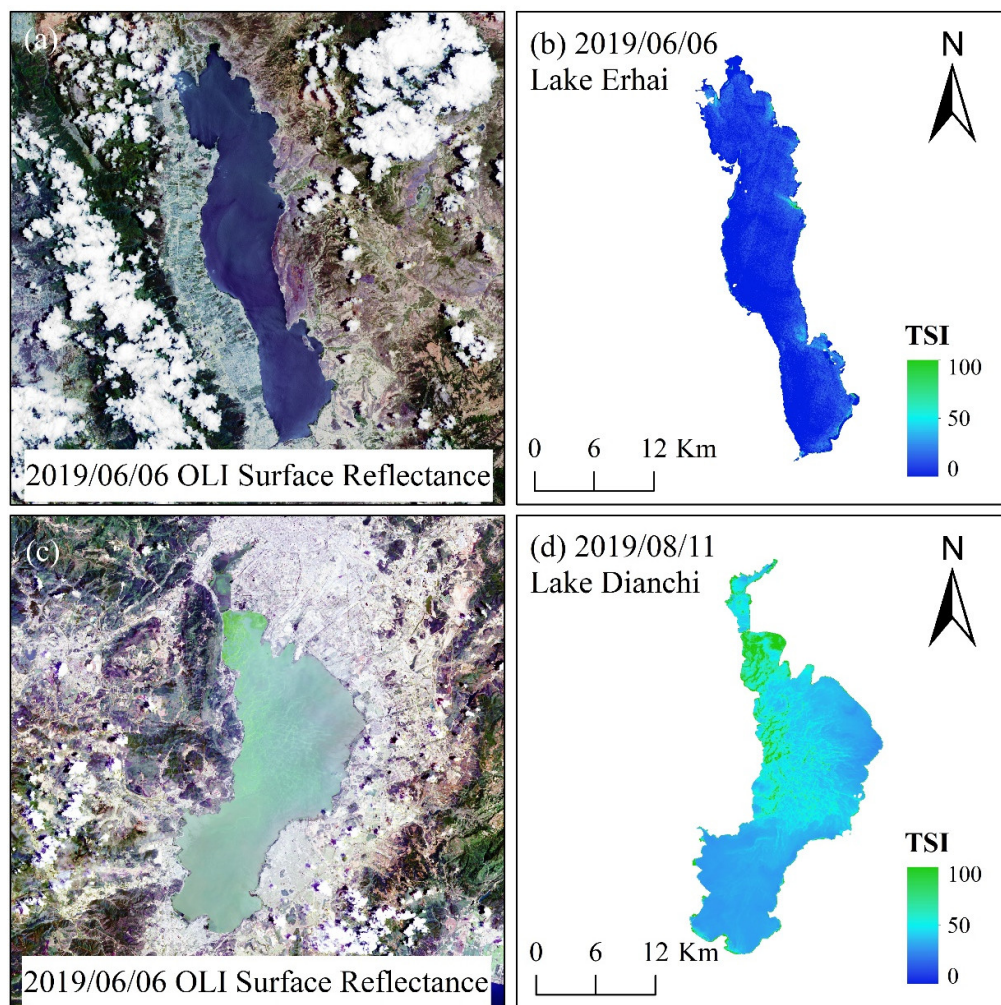 (a)
2019/06/06 OLI Surface Reflectance
(b) 2019/06/06
Lake Erhai
N
TSI
100
50
0
0 6 12 Km
(c)
2019/06/06 OLI Surface Reflectance
(d) 2019/08/11
Lake Dianchi
N
TSI
100
50
0
0 6 12 Km